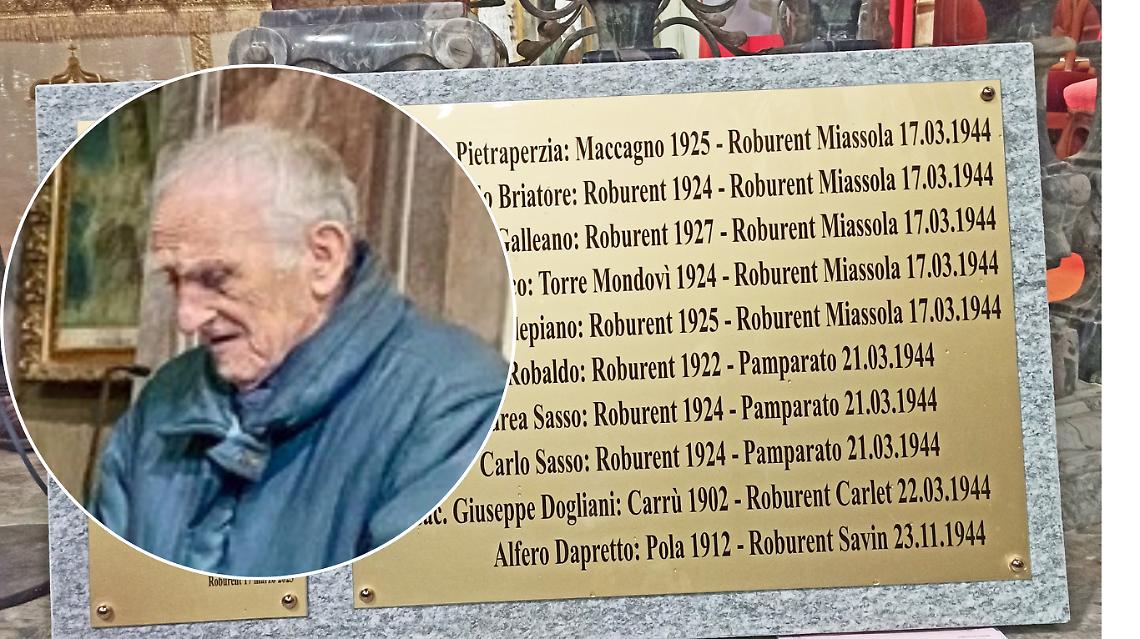 Pietraperzia: Maccagno 1925 - Roburent Miassola 17.03.1944
Briatore: Roburent 1924 - Roburent Miassola 17.03.1944
Galleano: Roburent 1927 - Roburent Miassola 17.03.1944
Torre Mondovì 1924 - Roburent Miassola 17.03.1944
Roburent 1925 - Roburent Miassola 17.03.1944
Robaldo: Roburent 1922 - Pamparato 21.03.1944
Sasso: Roburent 1924 - Pamparato 21.03.1944
Carlo Sasso: Roburent 1924 - Pamparato 21.03.1944
Giuseppe Dogliani: Carrù 1902 - Roburent Carlet 22.03.1944
Alfero Dapretto: Pola 1912 - Roburent Savin 23.11.1944
Roburent 17